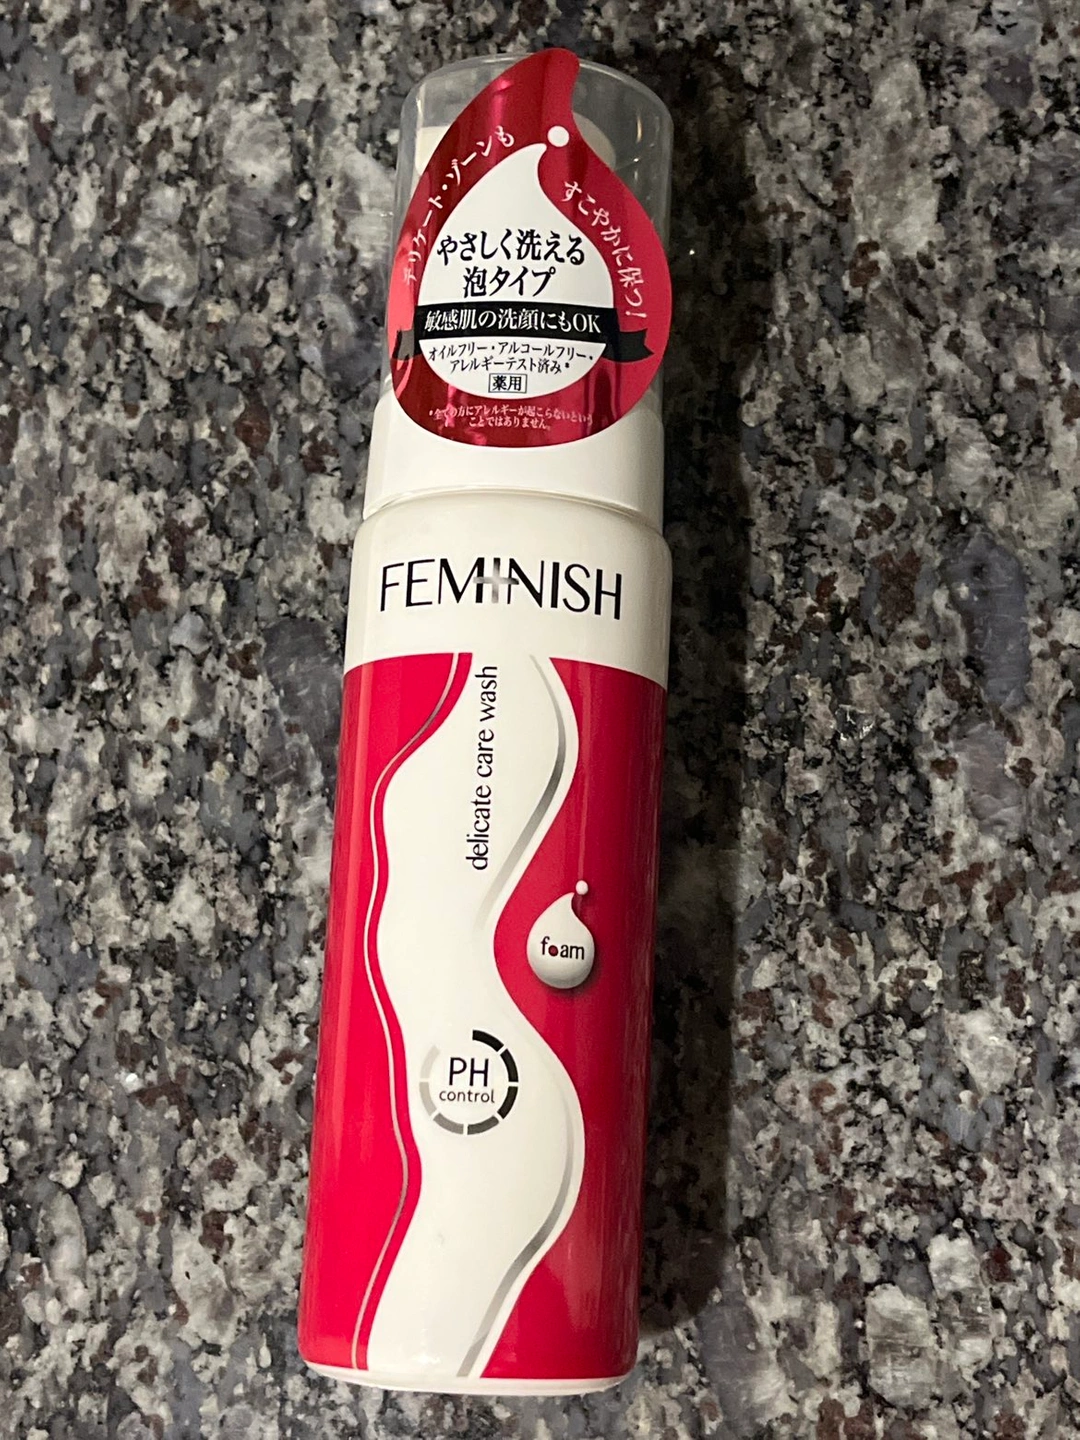 デリケート・ゾーンも
すこやかに保つ!
やさしく洗える
泡タイプ
敏感肌の洗顔にもOK
オイルフリー・アルコールフリー・
アレルギーテスト済み*
薬用
*全ての方にアレルギーが起こらないという
ことではありません。
FEMINISH
delicate care wash
foam
PH
control